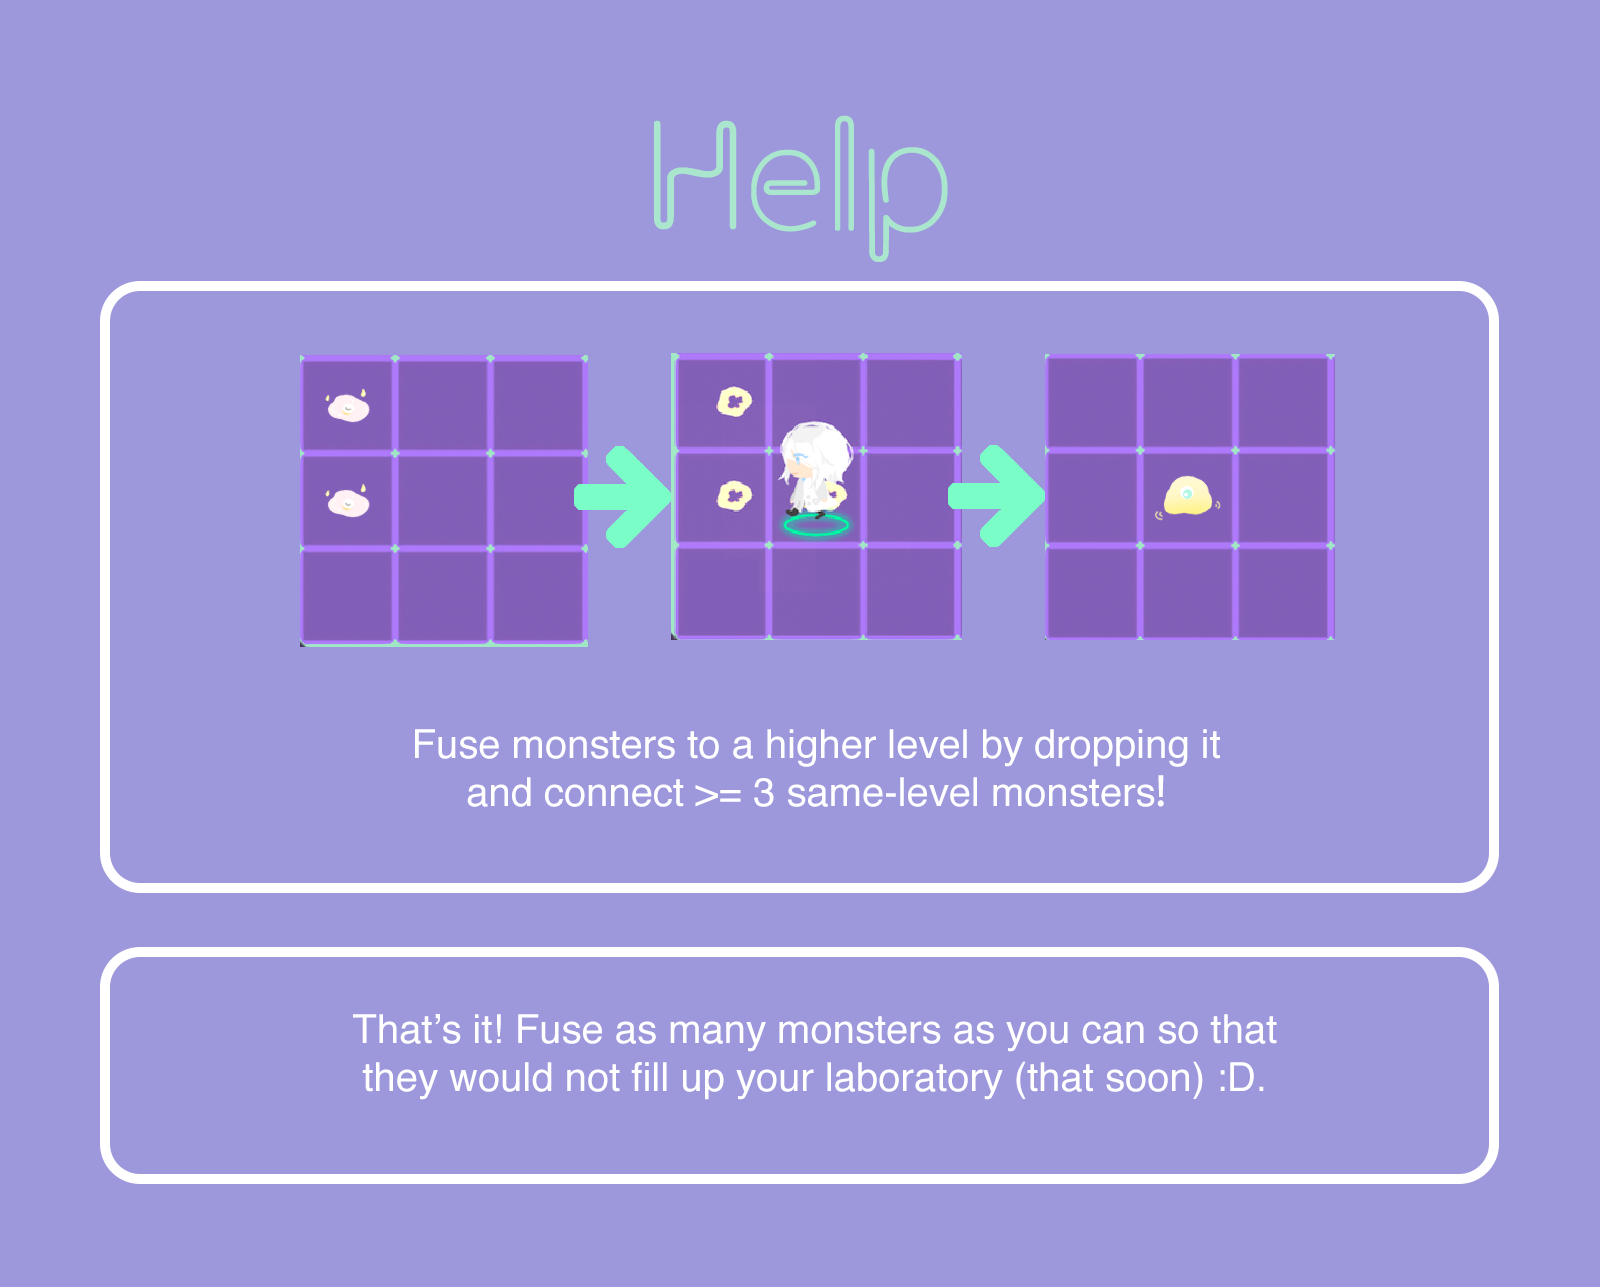 Help
Fuse monsters to a higher level by dropping it
and connect >= 3 same-level monsters!
That’s it! Fuse as many monsters as you can so that
they would not fill up your laboratory (that soon) :D.